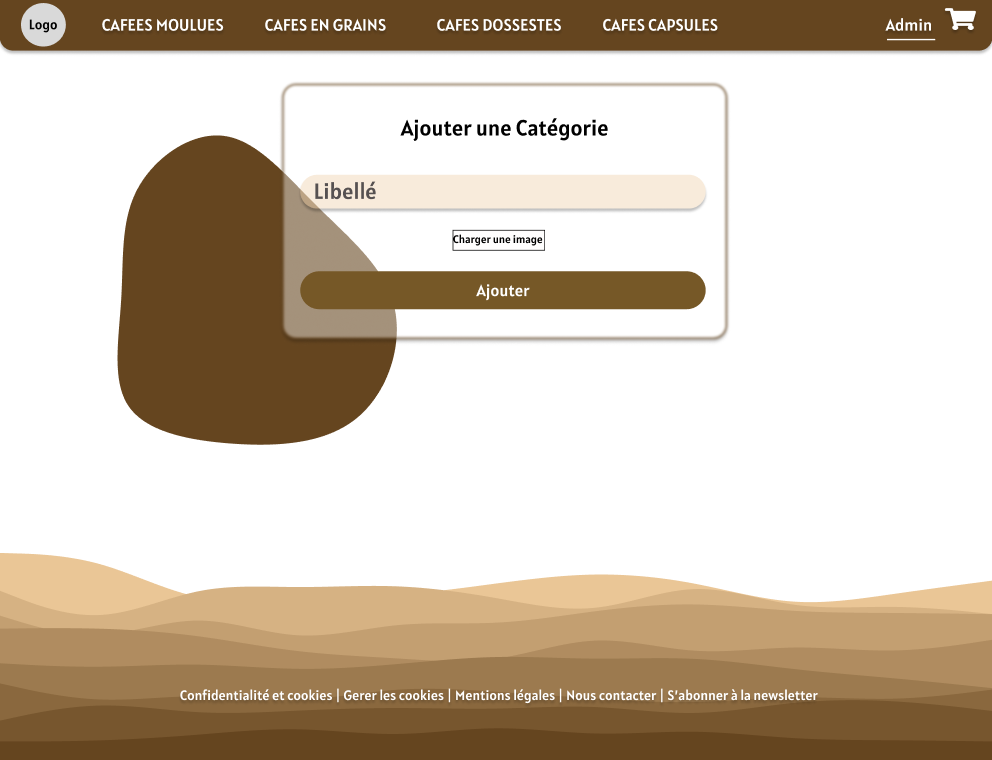 Logo CAFEES MOULUES CAFES EN GRAINS CAFES DOSSESTES CAFES CAPSULES Admin
Ajouter une Catégorie
Libellé
Charger une image
Ajouter
Confidentialité et cookies | Gerer les cookies | Mentions légales | Nous contacter | S'abonner à la newsletter